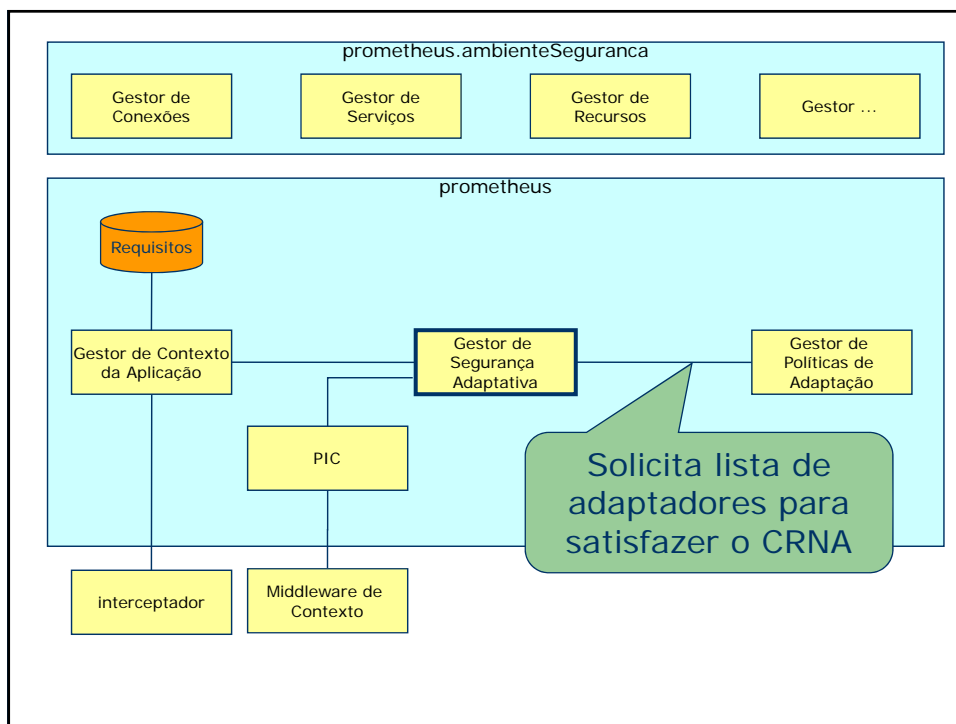 prometheus.ambienteSeguranca
Gestor de
Conexões
Gestor de
Serviços
Gestor de
Recursos
Gestor ...
prometheus
Requisitos
Gestor de Contexto
da Aplicação
Gestor de
Segurança
Adaptativa
Gestor de
Políticas de
Adaptação
PIC
Solicita lista de
adaptadores para
satisfazer o CRNA
interceptador
Middleware de
Contexto